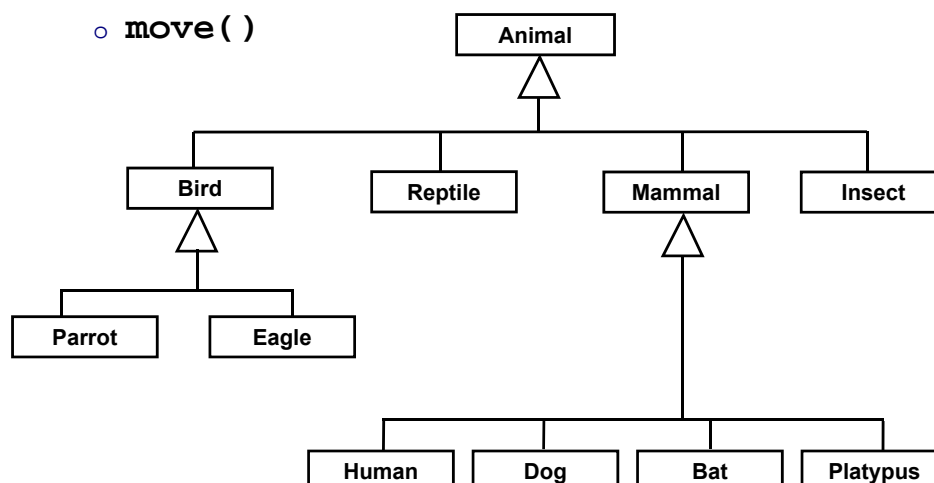 ○ move()
Animal
Bird Reptile Mammal Insect
Parrot Eagle
Human Dog Bat Platypus